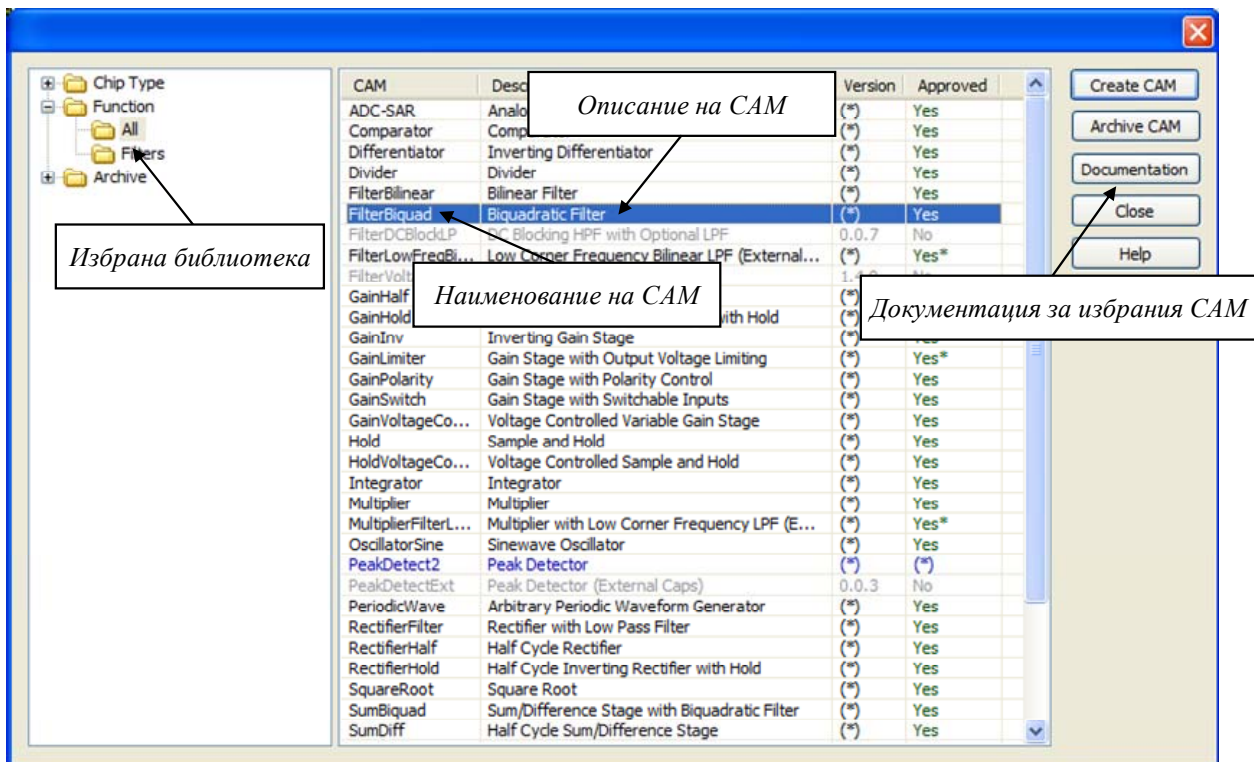 Chip Type
Function
All
Filters
Archive
Избрана библиотека
CAM Desc Version Approved
ADC-SAR Analo (*) Yes
Comparator Comp (*) Yes
Differentiator Inverting Differentiator (*) Yes
Divider Divider (*) Yes
FilterBilinear Bilinear Filter (*) Yes
FilterBiquad Biquadratic Filter (*) Yes
FilterDCBlockLP DC Blocking HPF with Optional LPF 0.0.7 No
FilterLowFreqBi... Low Corner Frequency Bilinear LPF (External... (*) Yes*
FilterVolt
GainHalf (*)
GainHold with Hold (*)
GainInv Inverting Gain Stage (*) Yes
GainLimiter Gain Stage with Output Voltage Limiting (*) Yes*
GainPolarity Gain Stage with Polarity Control (*) Yes
GainSwitch Gain Stage with Switchable Inputs (*) Yes
GainVoltageCo... Voltage Controlled Variable Gain Stage (*) Yes
Hold Sample and Hold (*) Yes
HoldVoltageCo... Voltage Controlled Sample and Hold (*) Yes
Integrator Integrator (*) Yes
Multiplier Multiplier (*) Yes
MultiplierFilterL... Multiplier with Low Corner Frequency LPF (E... (*) Yes*
OscillatorSine Sinewave Oscillator (*) Yes
PeakDetect2 Peak Detector (*) (*)
PeakDetectExt Peak Detector (External Caps) 0.0.3 No
PeriodicWave Arbitrary Periodic Waveform Generator (*) Yes
RectifierFilter Rectifier with Low Pass Filter (*) Yes
RectifierHalf Half Cycle Rectifier (*) Yes
RectifierHold Half Cycle Inverting Rectifier with Hold (*) Yes
SquareRoot Square Root (*) Yes
SumBiquad Sum/Difference Stage with Biquadratic Filter (*) Yes
SumDiff Half Cycle Sum/Difference Stage (*) Yes
Описание на CAM
Наименование на CAM
Create CAM
Archive CAM
Documentation
Close
Help
Документация за избрания CAM